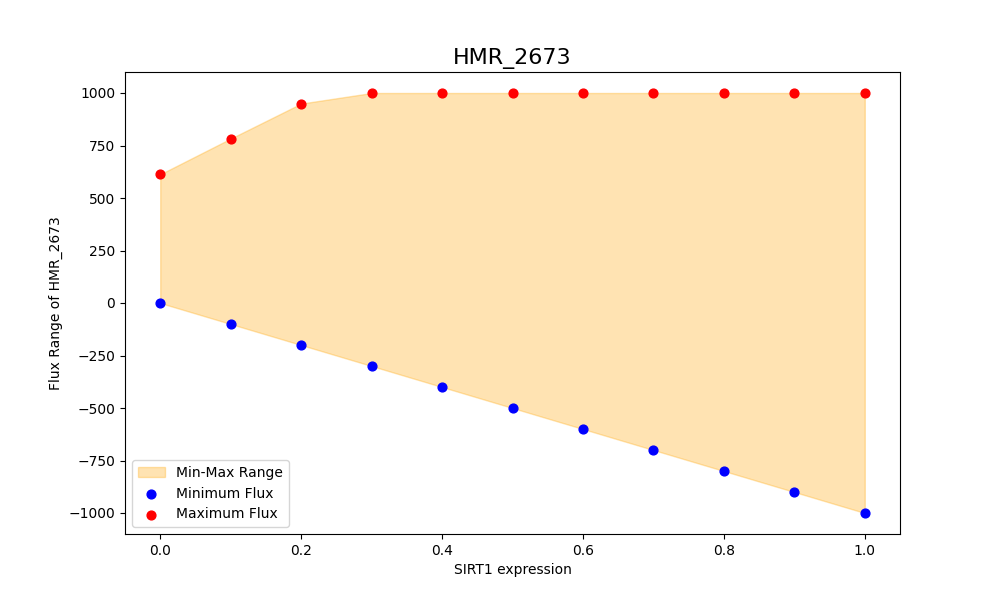 HMR_2673
Flux Range of HMR_2673
1000
750
500
250
0
−250
−500
−750
−1000
Min-Max Range
Minimum Flux
Maximum Flux
0.0 0.2 0.4 0.6 0.8 1.0
SIRT1 expression